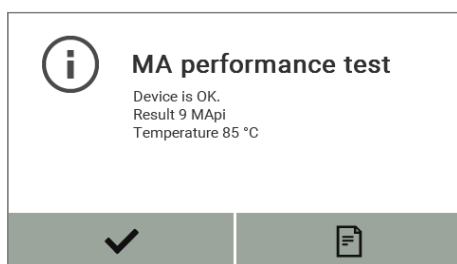 MA performance test
Device is OK.
Result 9 MApi
Temperature 85 °C